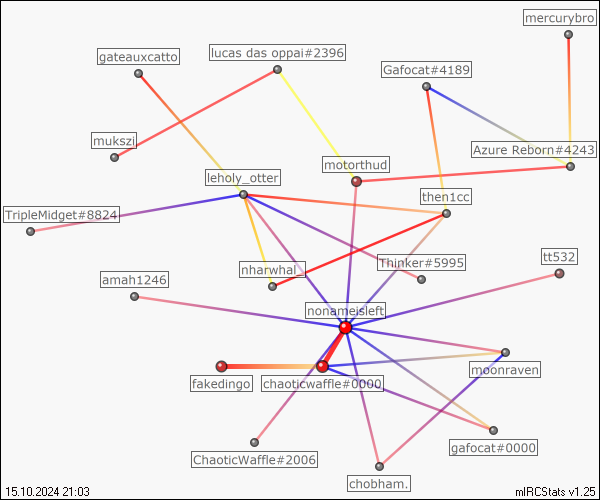 mercurybro
lucas das oppai#2396
gateauxcatto
Gafocat#4189
mukszi
Azure Reborn#4243
motorthud
leholy_otter
then1cc
TripleMidget#8824
tt532
Thinker#5995
nharwhal_
amah1246
nonameisleft
moonraven
fakedingo
chaoticwaffle#0000
gafocat#0000
ChaoticWaffle#2006
chobham.
15.10.2024 21:03
mIRCStats v1.25